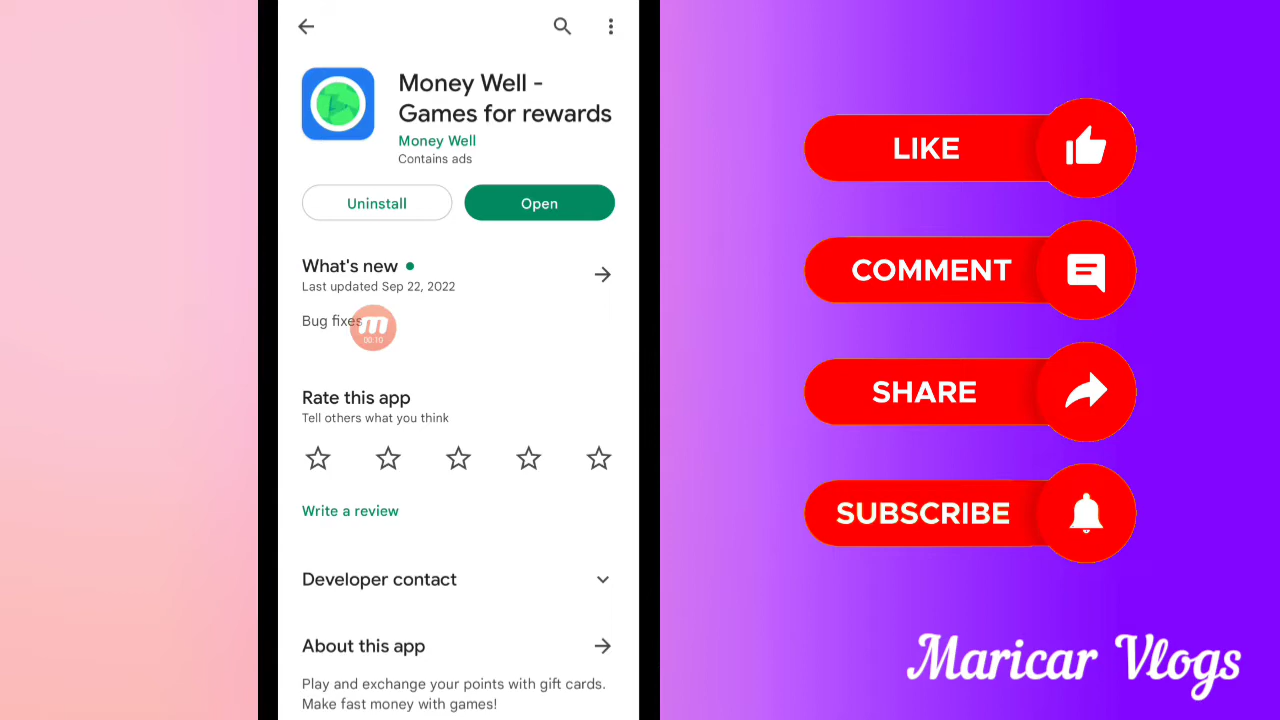 Money Well -
Games for rewards
Money Well
Contains ads
Uninstall
Open
What's new
Last updated Sep 22, 2022
Bug fixes
00:10
Rate this app
Tell others what you think
Write a review
Developer contact
About this app
Play and exchange your points with gift cards.
Make fast money with games!
LIKE
COMMENT
SHARE
SUBSCRIBE
Maricar Vlogs